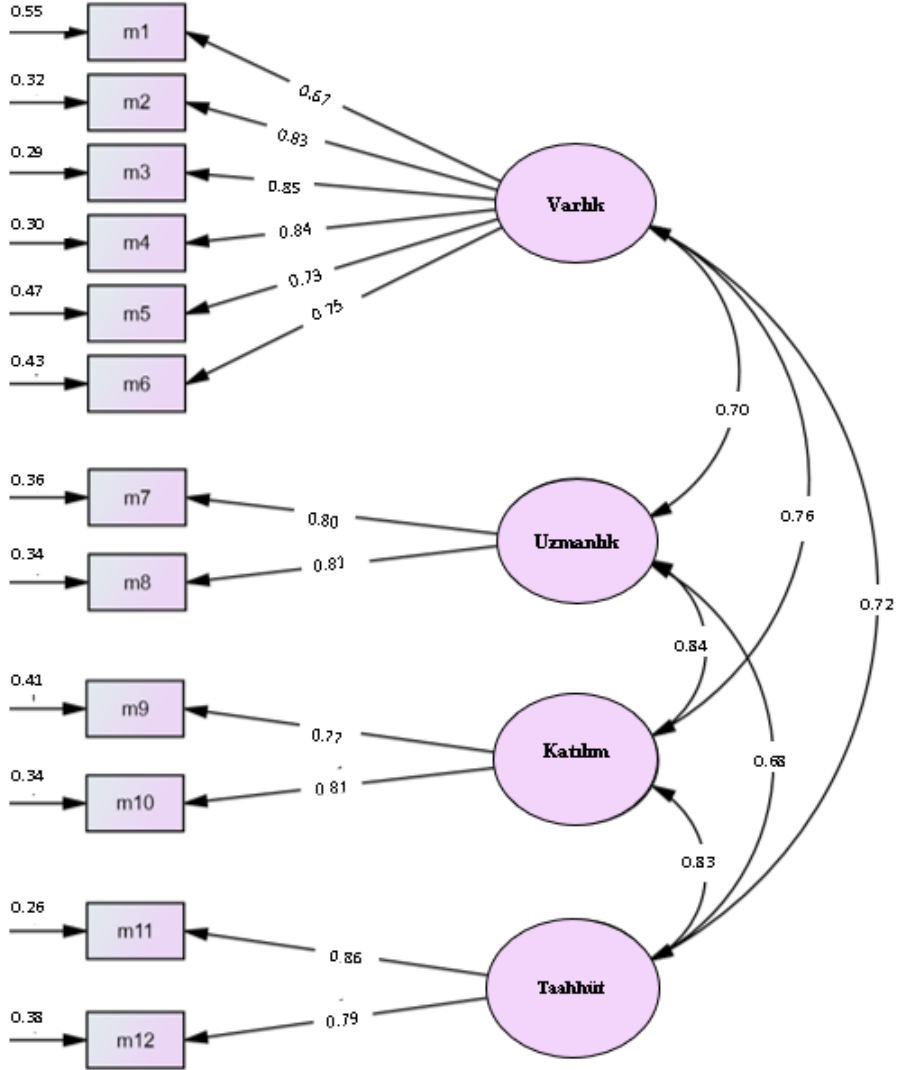 0.55
m1
0.67
0.32
m2
0.83
0.29
m3
0.85
0.30
m4
0.84
0.47
m5
0.73
0.43
m6
0.75
Varlık
0.70
0.76
0.72
0.36
m7
0.80
0.34
m8
0.81
Uzmanlık
0.84
0.68
0.41
m9
0.77
0.34
m10
0.81
Katılım
0.83
0.26
m11
0.86
0.38
m12
0.79
Taahhüt